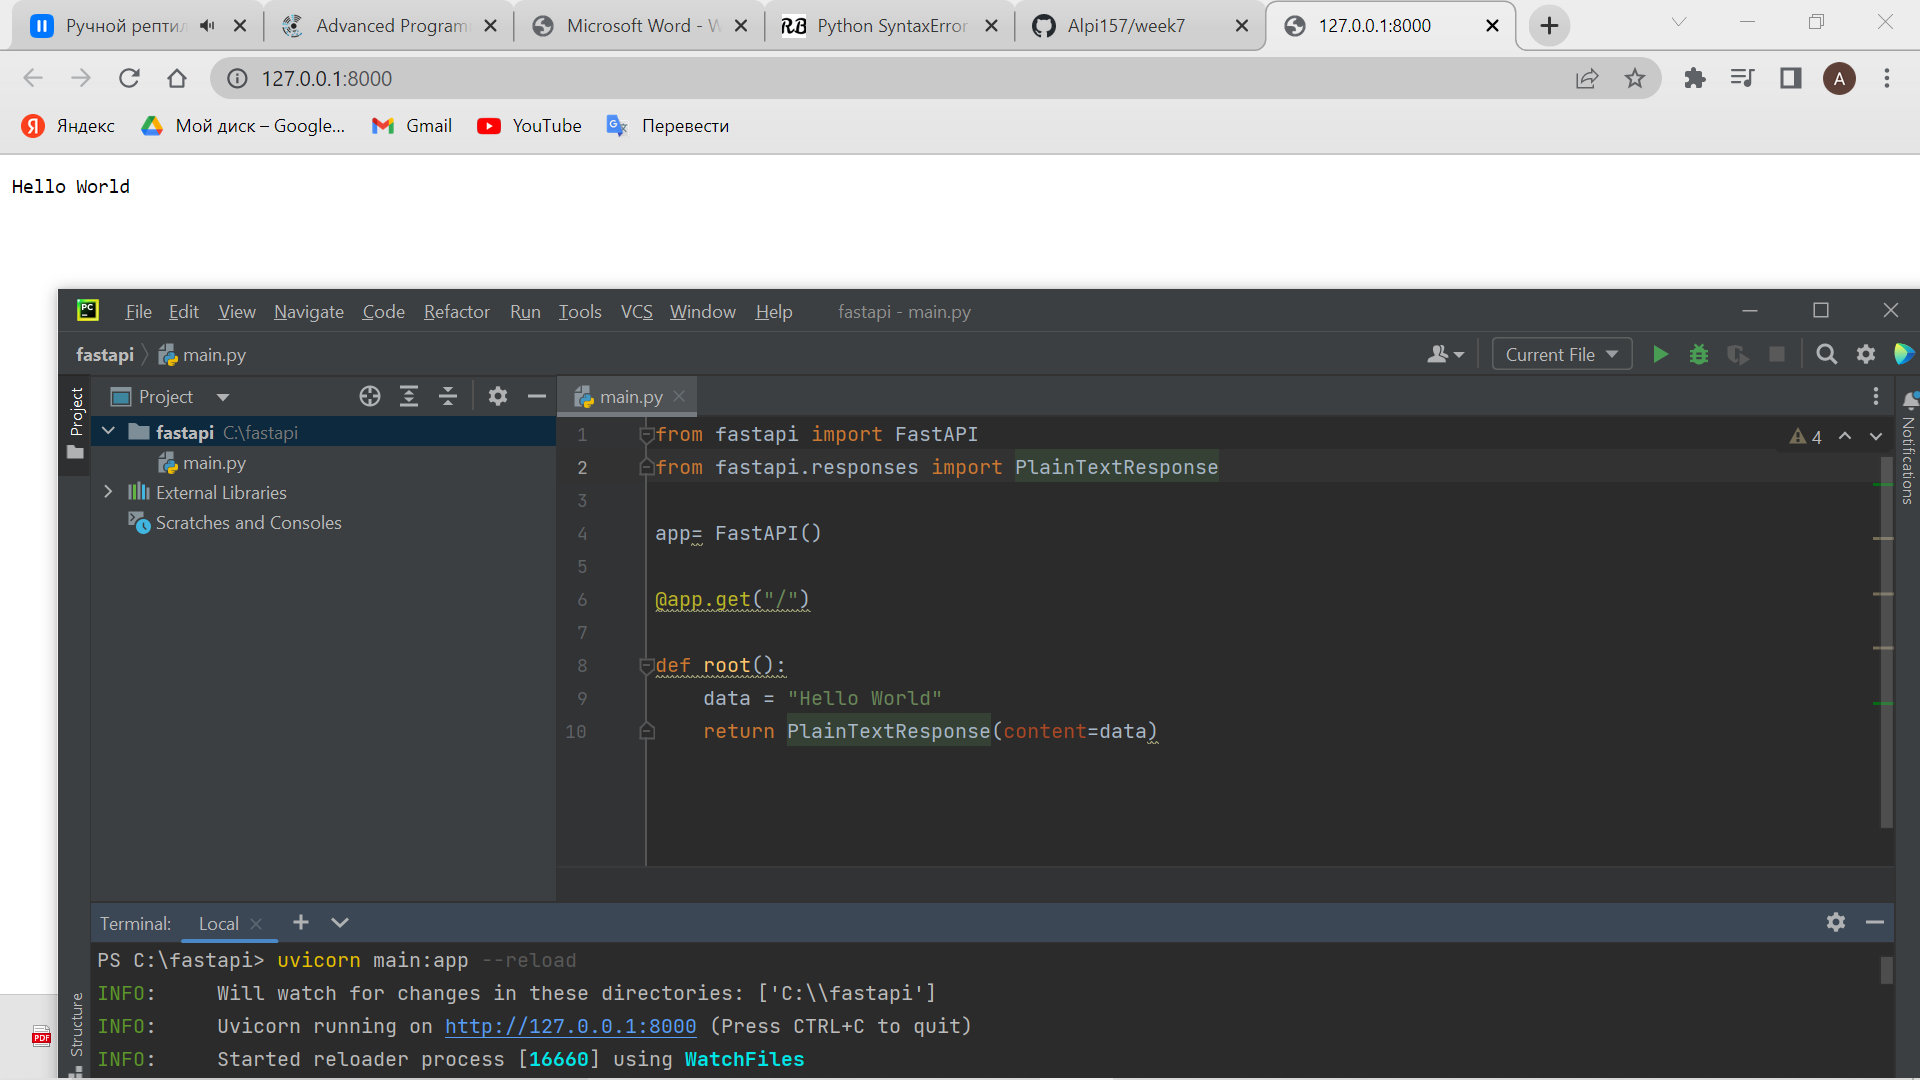 Ручной рептил
Advanced Program
Microsoft Word - W
RB Python SyntaxError
Alpi157/week7
127.0.0.1:8000
127.0.0.1:8000
A
Я Яндекс
Мой диск – Google...
Gmail
YouTube
Перевести
Hello World
PC File Edit View Navigate Code Refactor Run Tools VCS Window Help fastapi - main.py
fastapi main.py Current File
Project
Project
main.py
Notifications
fastapi C:\fastapi
main.py
External Libraries
Scratches and Consoles
4
1 from fastapi import FastAPI
2 from fastapi.responses import PlainTextResponse
3
4 app= FastAPI()
5
6 @app.get("/")
7
8 def root():
9 data = "Hello World"
10 return PlainTextResponse(content=data)
Terminal: Local
PS C:\fastapi> uvicorn main:app --reload
INFO: Will watch for changes in these directories: ['C:\\fastapi']
INFO: Uvicorn running on http://127.0.0.1:8000 (Press CTRL+C to quit)
INFO: Started reloader process [16660] using WatchFiles
Structure
PDF